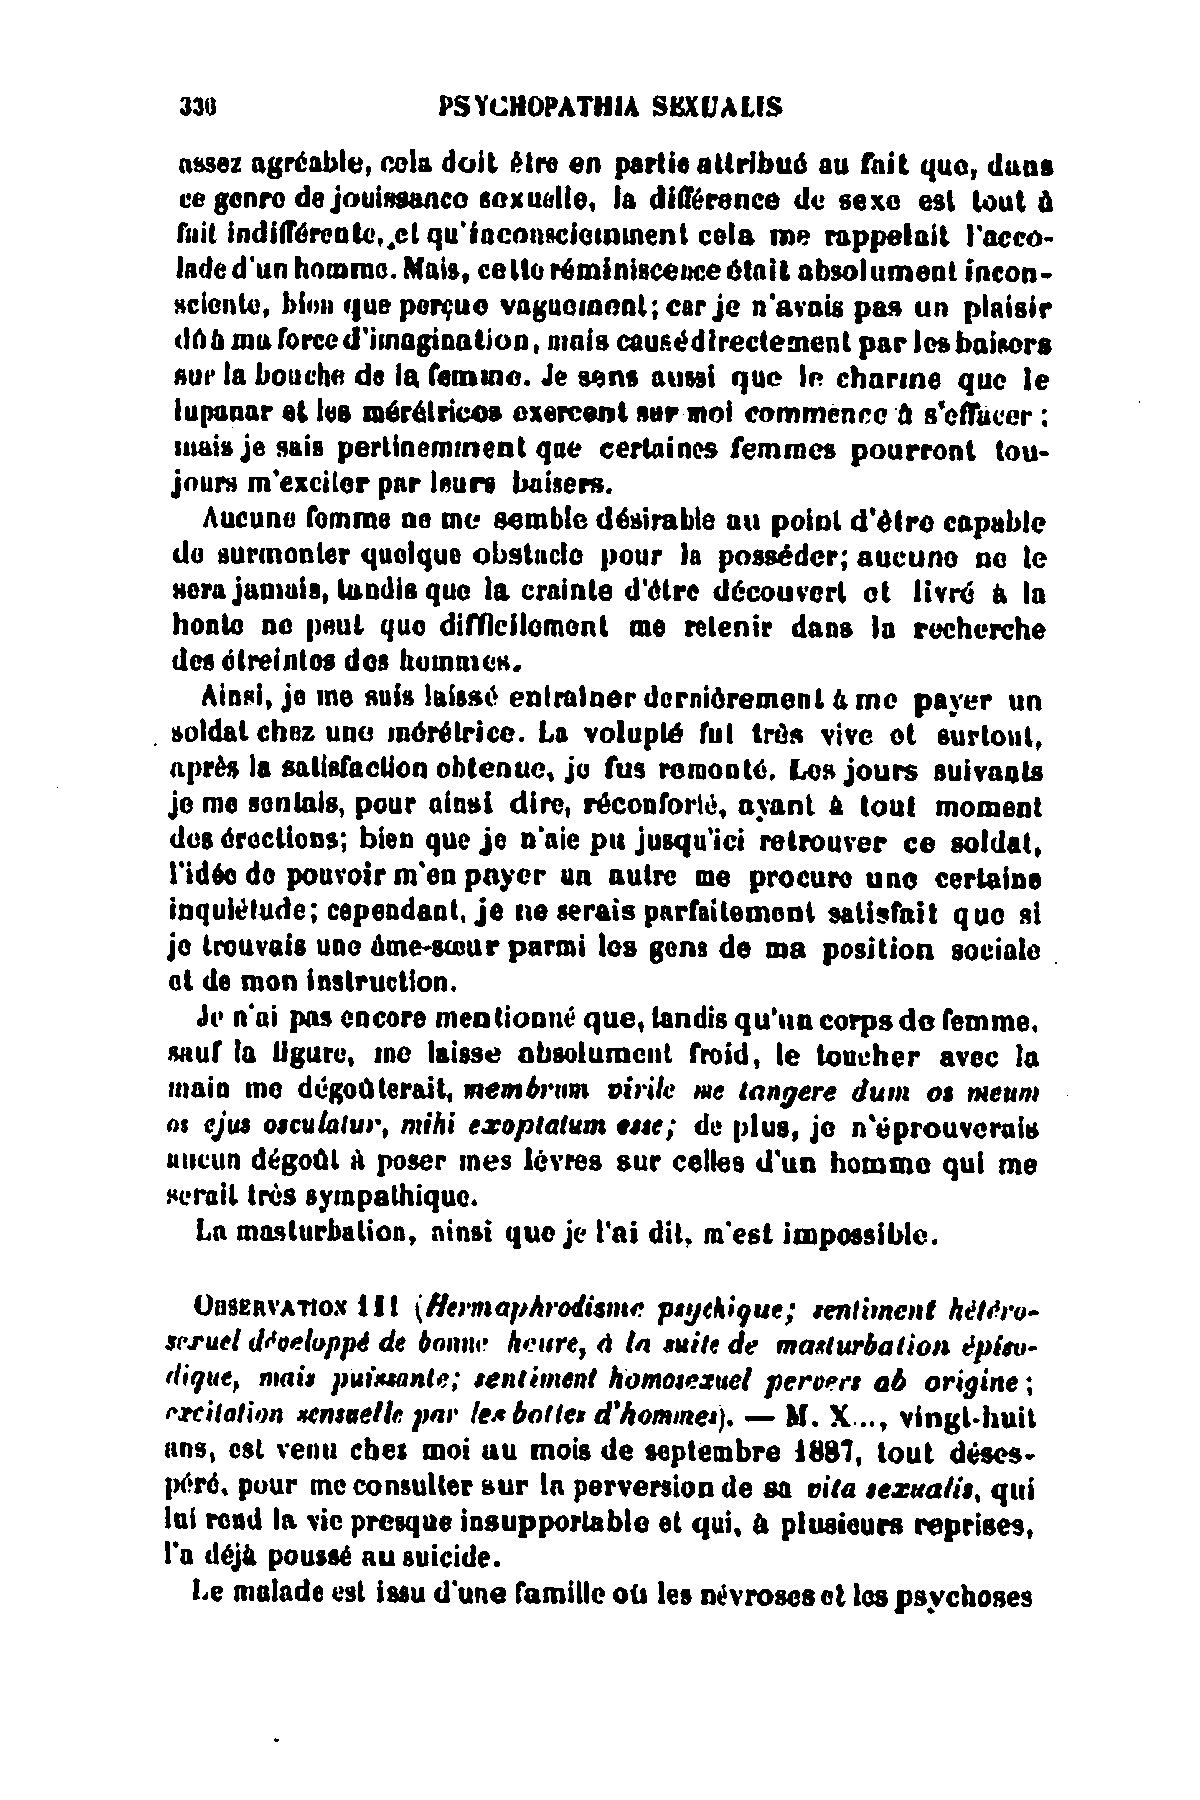 330 PSYCHOPATHIA SEXUALIS
assez agréable, cela doit être en partie attribué au fait que, dans
ce genre de jouissance sexuelle, la différence de sexe est tout à
fait indifférente, et qu'inconsciemment cela me rappelait l'acco-
lade d'un homme. Mais, cette réminiscence était absolument incon-
sciente, bien que perçue vaguement; car je n'avais pas un plaisir
dû à ma force d'imagination, mais causé directement par les baisers
sur la bouche de la femme. Je sens aussi que le charme que le
lupanar et les mérétrices exercent sur moi commence à s'effacer;
mais je sais pertinemment que certaines femmes pourront tou-
jours m'exciter par leurs baisers.
Aucune femme ne me semble désirable au point d'être capable
de surmonter quelque obstacle pour la posséder; aucune ne le
sera jamais, tandis que la crainte d'être découvert et livré à la
honte ne peut que difficilement me retenir dans la recherche
des étreintes des hommes.
Ainsi, je me suis laissé entraîner dernièrement à me payer un
soldat chez une mérétrice. La volupté fut très vive et surtout,
après la satisfaction obtenue, je fus remonté. Les jours suivants
je me sentais, pour ainsi dire, réconforté, ayant à tout moment
des érections; bien que je n'aie pu jusqu'ici retrouver ce soldat,
l'idée de pouvoir m'en payer un autre me procure une certaine
inquiétude; cependant, je ne serais parfaitement satisfait que si
je trouvais une âme-sœur parmi les gens de ma position sociale
et de mon instruction.
Je n'ai pas encore mentionné que, tandis qu'un corps de femme,
sauf la figure, me laisse absolument froid, le toucher avec la
main me dégoûterait, membrum virile me tangere dum os meum
os ejus osculatur, mihi exoptatum esse; de plus, je n'éprouverais
aucun dégoût à poser mes lèvres sur celles d'un homme qui me
serait très sympathique.
La masturbation, ainsi que je l'ai dit, m'est impossible.
OBSERVATION III (Hermaphrodisme psychique; sentiment hétéro-
sexuel développé de bonne heure, à la suite de masturbation épiso-
dique, mais puissante; sentiment homosexuel pervers ab origine;
excitation sensuelle par les bottes d'hommes). — M. X..., vingt-huit
ans, est venu chez moi au mois de septembre 1887, tout déses-
péré, pour me consulter sur la perversion de sa vita sexualis, qui
lui rend la vie presque insupportable et qui, à plusieurs reprises,
l'a déjà poussé au suicide.
Le malade est issu d'une famille où les névroses et les psychoses